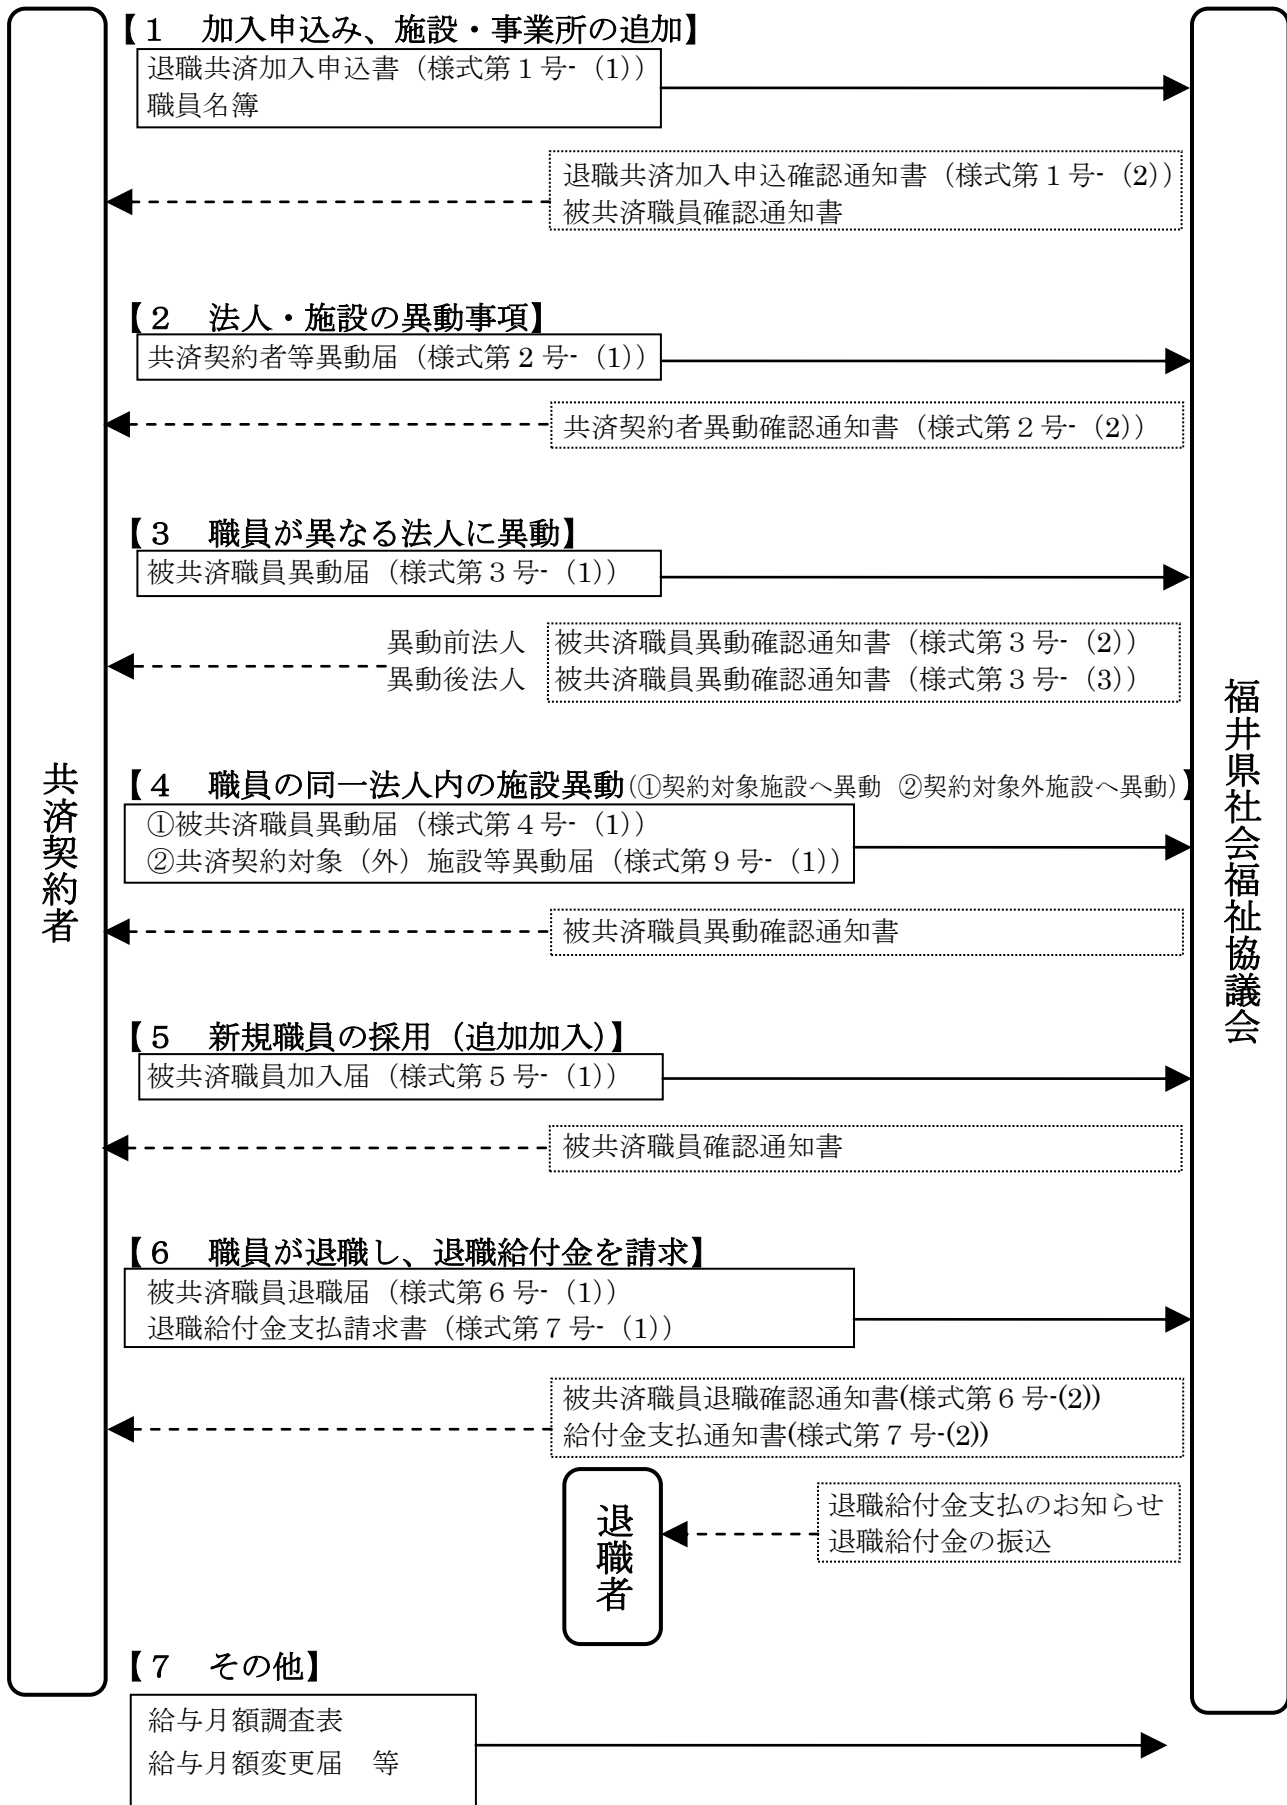 【１　加入申込み、施設・事業所の追加】
退職共済加入申込書（様式第１号-（1））
職員名簿
退職共済加入申込確認通知書（様式第１号-（2））
被共済職員確認通知書
【２　法人・施設の異動事項】
共済契約者等異動届（様式第２号-（1））
共済契約者異動確認通知書（様式第２号-（2））
【３　職員が異なる法人に異動】
被共済職員異動届（様式第３号-（1））
異動前法人　被共済職員異動確認通知書（様式第３号-（2））
異動後法人　被共済職員異動確認通知書（様式第３号-（3））
共済契約者
福井県社会福祉協議会
【４　職員の同一法人内の施設異動(①契約対象施設へ異動　②契約対象外施設へ異動)】
①被共済職員異動届（様式第４号-（1））
②共済契約対象（外）施設等異動届（様式第９号-（1））
被共済職員異動確認通知書
【５　新規職員の採用（追加加入）】
被共済職員加入届（様式第５号-（1））
被共済職員確認通知書
【６　職員が退職し、退職給付金を請求】
被共済職員退職届（様式第６号-（1））
退職給付金支払請求書（様式第７号-（1））
被共済職員退職確認通知書(様式第６号-(2))
給付金支払通知書(様式第７号-(2))
退職者
退職給付金支払のお知らせ
退職給付金の振込
【７　その他】
給与月額調査表
給与月額変更届　等